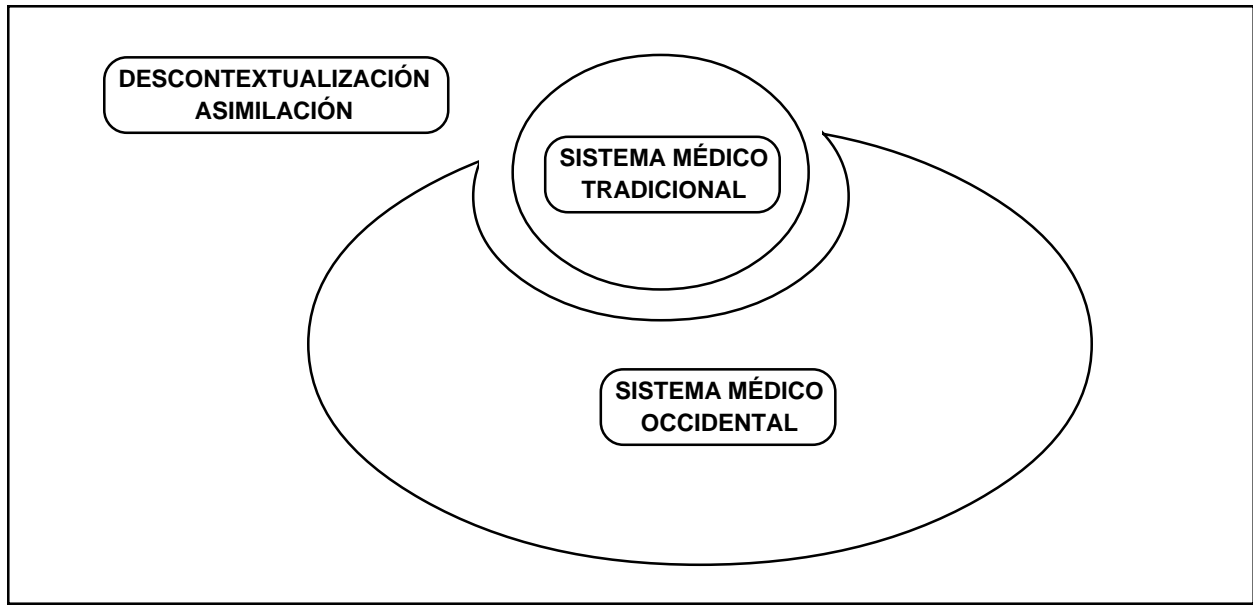 DESCONTEXTUALIZACIÓN
ASIMILACIÓN
SISTEMA MÉDICO
TRADICIONAL
SISTEMA MÉDICO
OCCIDENTAL